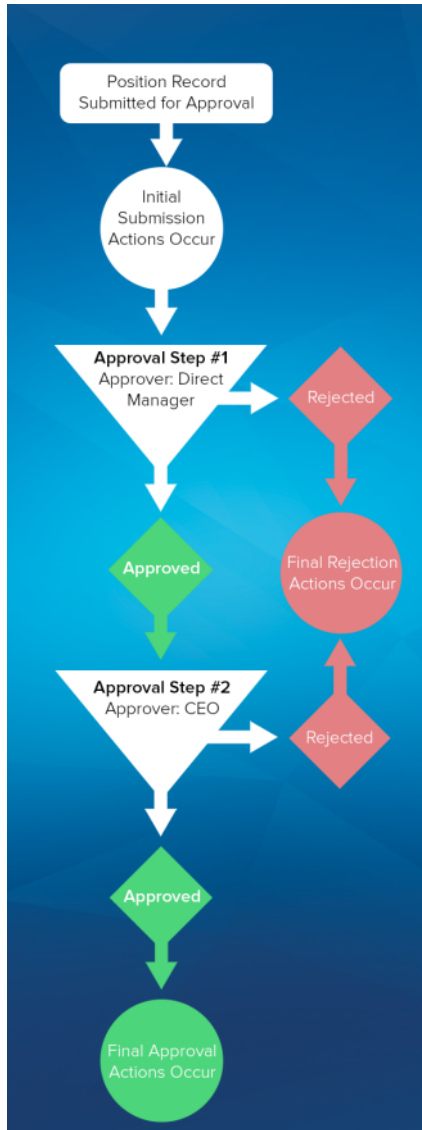 Position Record
Submitted for Approval
Initial
Submission
Actions Occur
Approval Step #1
Approver: Direct
Manager
Rejected
Approved
Final Rejection
Actions Occur
Approval Step #2
Approver: CEO
Rejected
Approved
Final Approval
Actions Occur